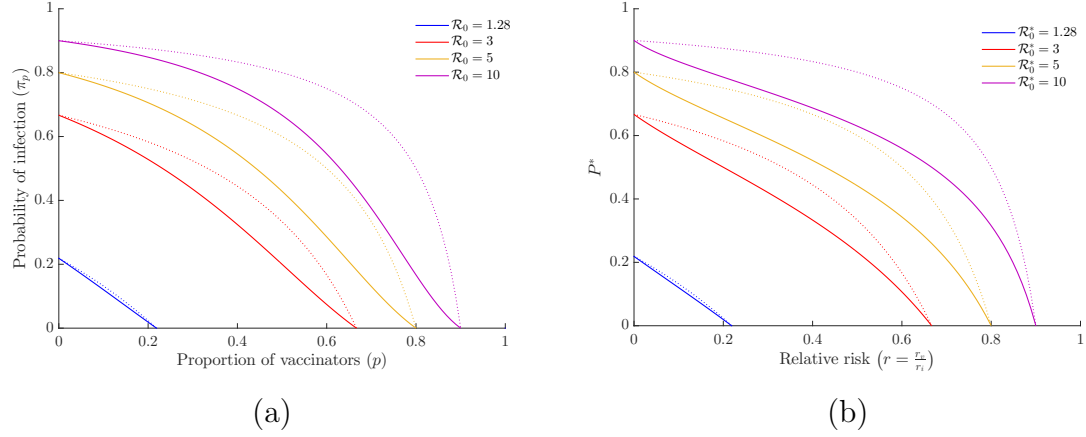 1
0.8
0.6
0.4
0.2
0
0 0.2 0.4 0.6 0.8 1
Probability of infection (π_p)
Proportion of vaccinators (p)
ℛ₀ = 1.28
ℛ₀ = 3
ℛ₀ = 5
ℛ₀ = 10
(a)
1
0.8
0.6
0.4
0.2
0
0 0.2 0.4 0.6 0.8 1
P*
Relative risk (r = r_v/r_i)
ℛ₀* = 1.28
ℛ₀* = 3
ℛ₀* = 5
ℛ₀* = 10
(b)